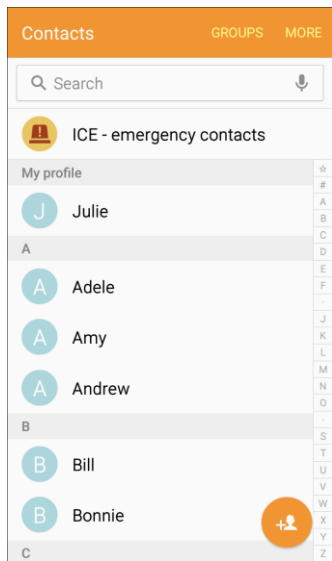 Contacts GROUPS MORE
Search
ICE - emergency contacts
My profile
J Julie
A
A Adele
A Amy
A Andrew
B
B Bill
B Bonnie
C
☆
#
A
B
C
D
E
F
·
J
K
L
M
N
O
·
S
T
U
V
W
X
Y
Z